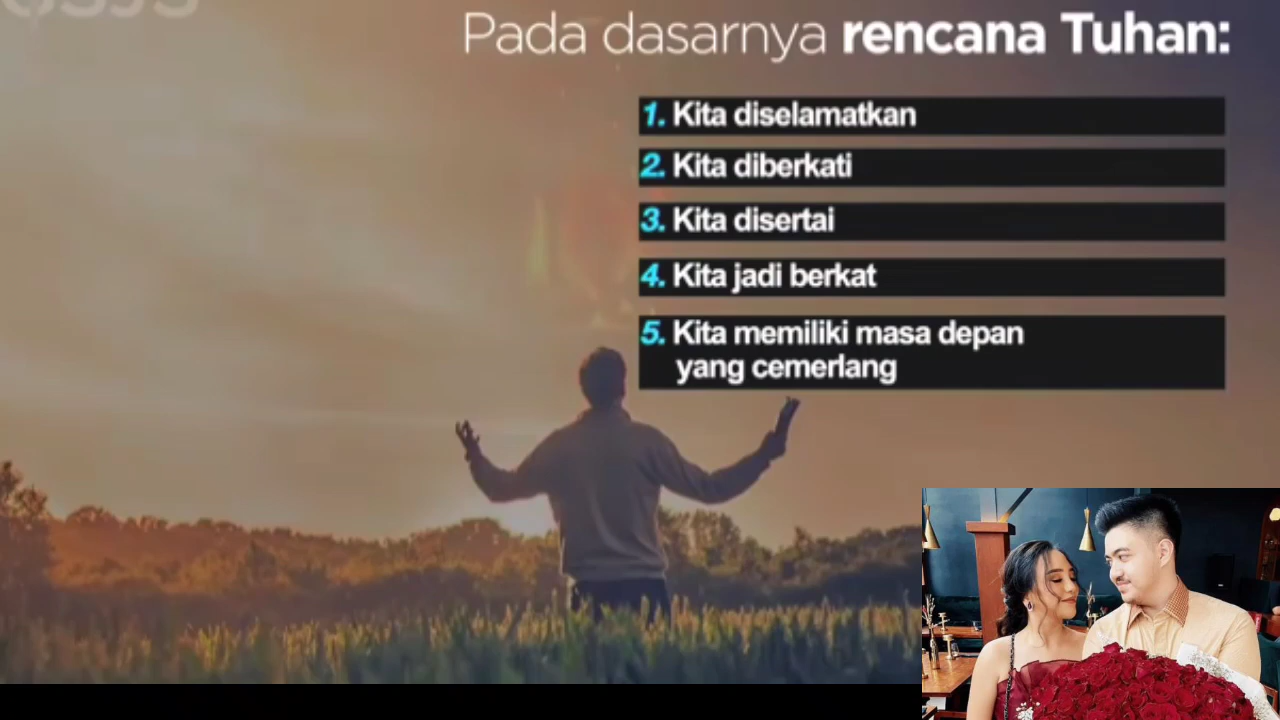 Pada dasarnya rencana Tuhan:
1. Kita diselamatkan
2. Kita diberkati
3. Kita disertai
4. Kita jadi berkat
5. Kita memiliki masa depan
yang cemerlang